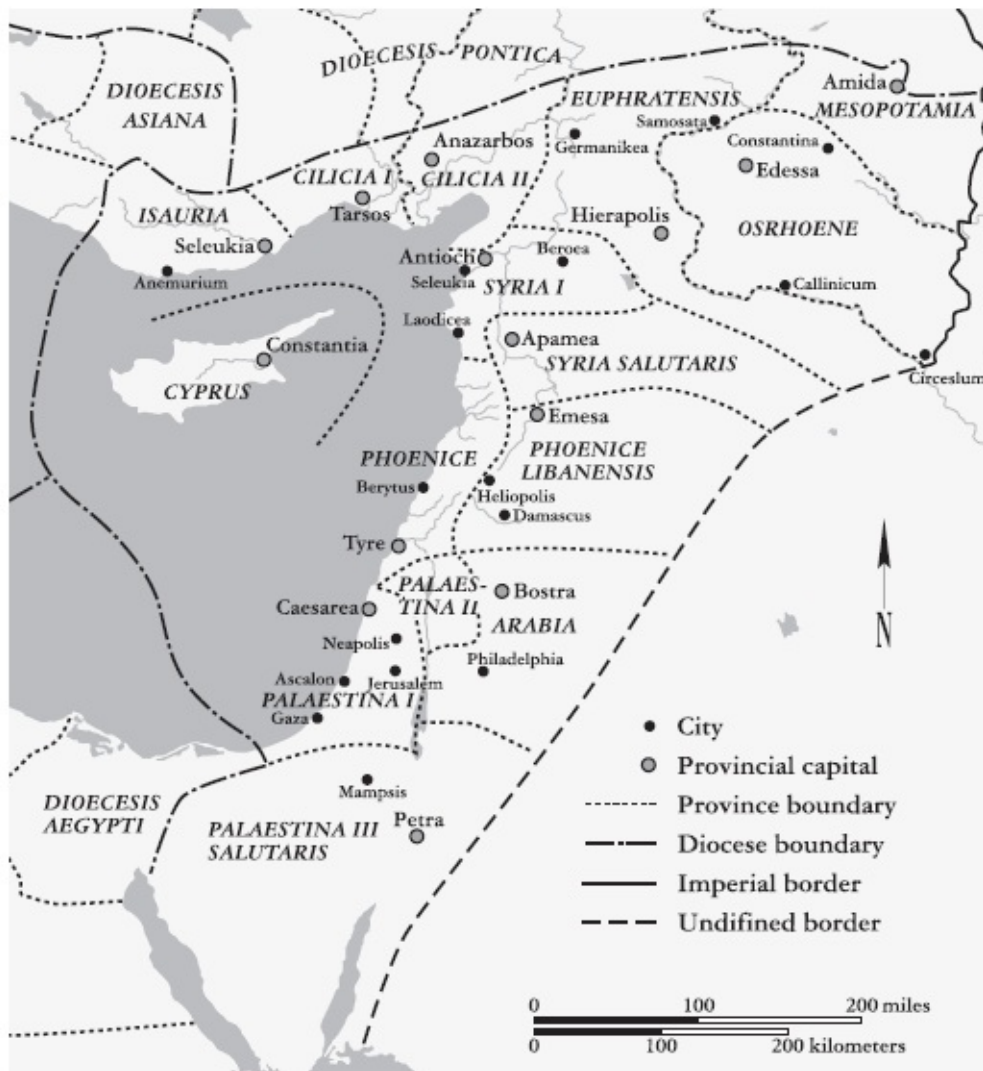 DIOECESIS PONTICA
DIOECESIS
ASIANA
Amida
MESOPOTAMIA
EUPHRATENSIS
Samosata
Constantina
Germanikea
Anazarbos
Edessa
CILICIA I
CILICIA II
Tarsos
ISAURIA
Seleukia
Anemurium
Hierapolis
OSRHOENE
Antioch
Beroea
Seleukia
SYRIA I
Callinicum
Laodicea
Apamea
Constantia
SYRIA SALUTARIS
Circeslum
CYPRUS
Emesa
PHOENICE
PHOENICE
LIBANENSIS
Berytus
Heliopolis
Damascus
Tyre
PALAES-
TINA II
Bostra
Caesarea
ARABIA
Neapolis
Philadelphia
Ascalon
Jerusalem
PALAESTINA I
Gaza
N
Mampsis
DIOECESIS
AEGYPTI
Petra
PALAESTINA III
SALUTARIS
City
Provincial capital
Province boundary
Diocese boundary
Imperial border
Undifined border
0 100 200 miles
0 100 200 kilometers